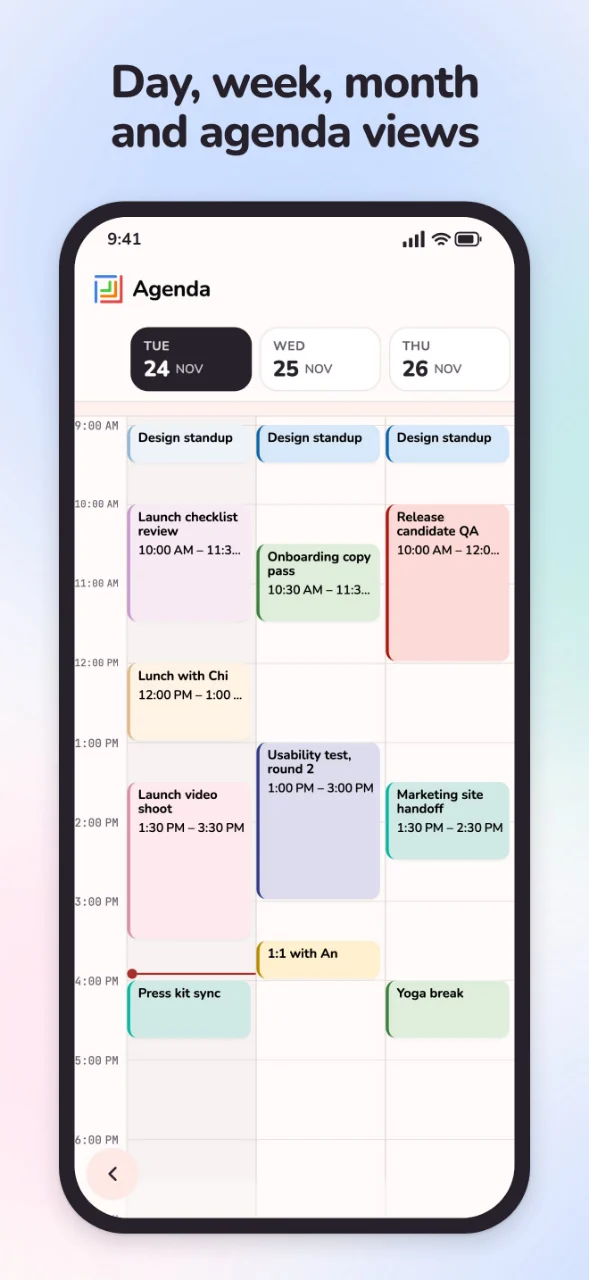 Day, week, month
and agenda views
9:41
Agenda
TUE
24 NOV
WED
25 NOV
THU
26 NOV
9:00 AM
Design standup
Design standup
Design standup
10:00 AM
Launch checklist
review
10:00 AM – 11:3...
Release
candidate QA
10:00 AM – 12:0...
Onboarding copy
pass
10:30 AM – 11:3...
11:00 AM
12:00 PM
Lunch with Chi
12:00 PM – 1:00 ...
1:00 PM
Usability test,
round 2
1:00 PM – 3:00 PM
Launch video
shoot
1:30 PM – 3:30 PM
Marketing site
handoff
1:30 PM – 2:30 PM
2:00 PM
3:00 PM
1:1 with An
4:00 PM
Press kit sync
Yoga break
5:00 PM
6:00 PM